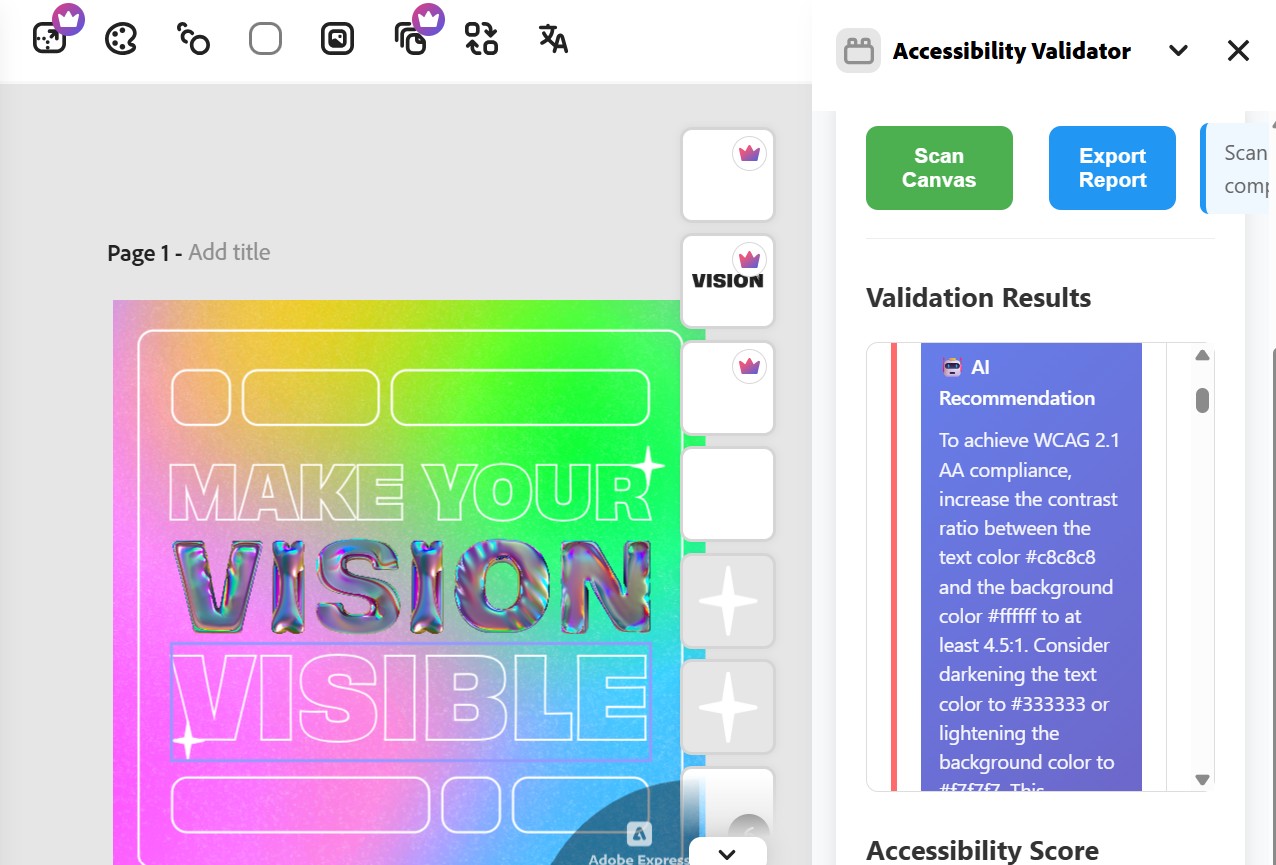 Accessibility Validator
Scan
Canvas
Export
Report
Scan
Page 1 - Add title
Validation Results
VISION
AI
Recommendation
To achieve WCAG 2.1
AA compliance,
increase the contrast
ratio between the
text color #c8c8c8
and the background
color #ffffff to at
least 4.5:1. Consider
darkening the text
color to #333333 or
lightening the
background color to
#f7f7f7. This
MAKE YOUR
VISION
VISIBLE
Adobe Express
Accessibility Score